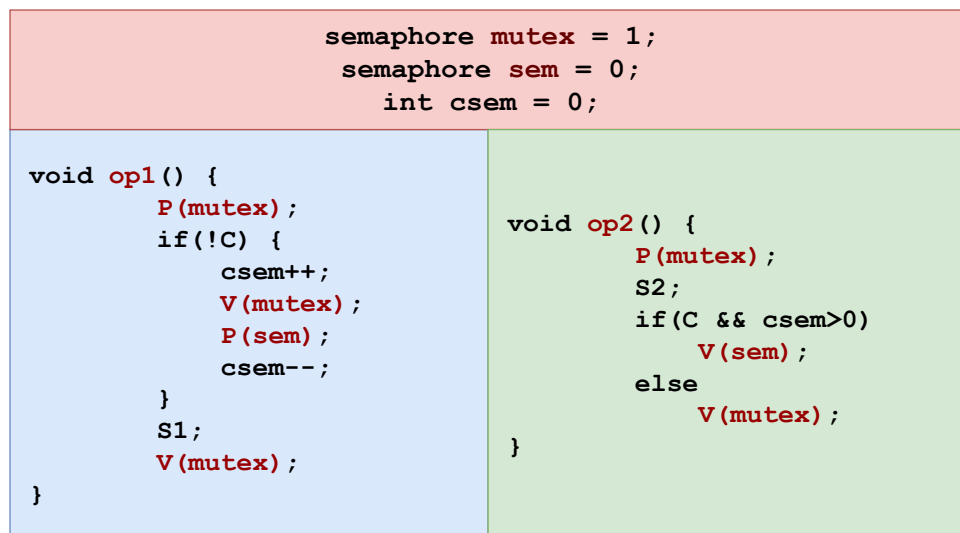 semaphore mutex = 1;
semaphore sem = 0;
int csem = 0;
void op1() {
P(mutex);
if(!C) {
csem++;
V(mutex);
P(sem);
csem--;
}
S1;
V(mutex);
}
void op2() {
P(mutex);
S2;
if(C && csem>0)
V(sem);
else
V(mutex);
}